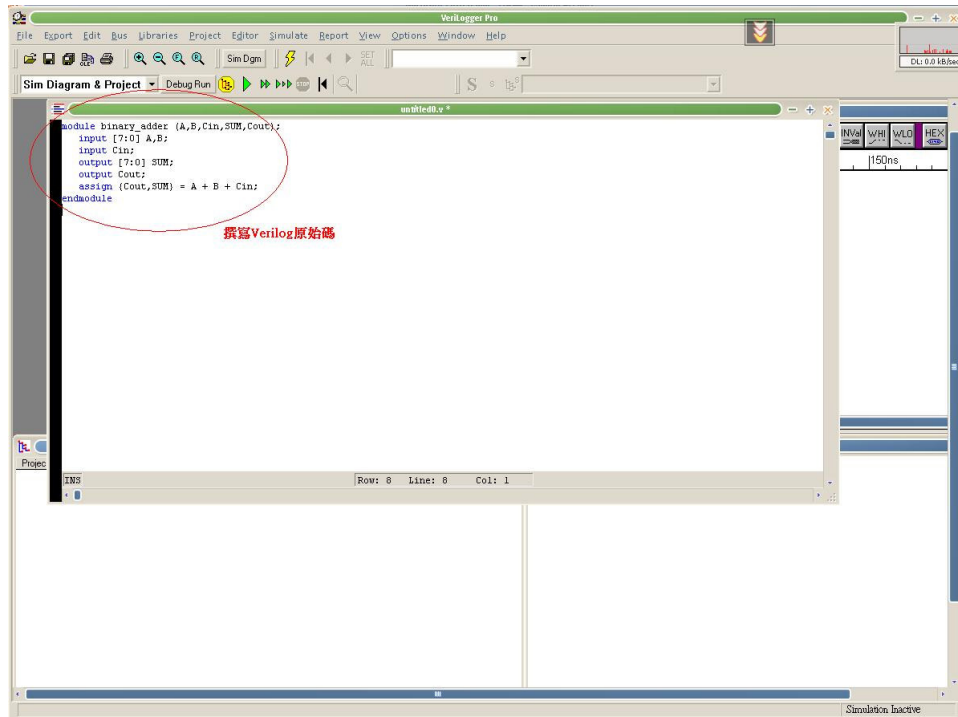 VeriLogger Pro
File Export Edit Bus Libraries Project Editor Simulate Report View Options Window Help
Sim Dgm SET ALL
DL: 0.0 kB/sec
Sim Diagram & Project Debug Run S S
untitled0.v *
module binary_adder (A,B,Cin,SUM,Cout);
input [7:0] A,B;
input Cin;
output [7:0] SUM;
output Cout;
assign {Cout,SUM} = A + B + Cin;
endmodule
撰寫Verilog原始碼
INVal WHI WLO HEX
150ns
Projec
INS Row: 8 Line: 8 Col: 1
Simulation Inactive